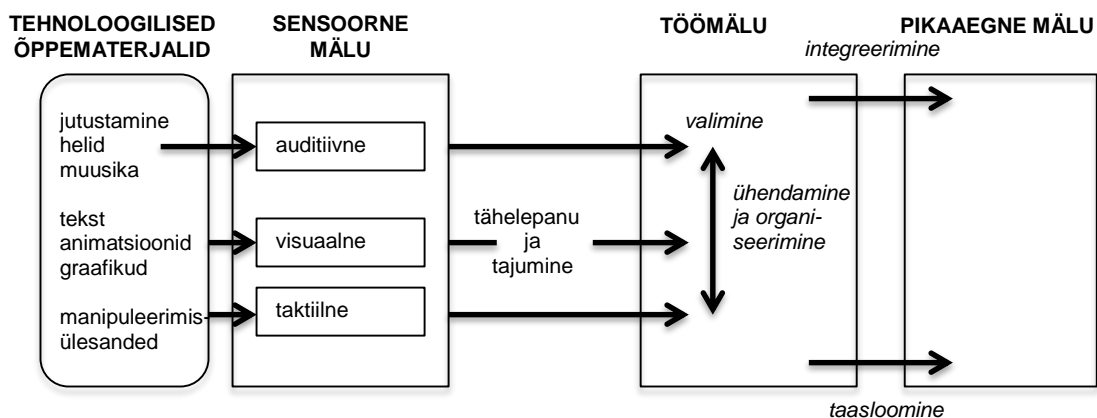 TEHNOLOOGILISED
ÕPPEMATERJALID
SENSOORNE
MÄLU
TÖÖMÄLU
PIKAAEGNE MÄLU
integreerimine
jutustamine
helid
muusika
auditiivne
valimine
tekst
animatsioonid
graafikud
visuaalne
tähelepanu
ja
tajumine
ühendamine
ja organi-
seerimine
manipuleerimis-
ülesanded
taktiilne
taasloomine